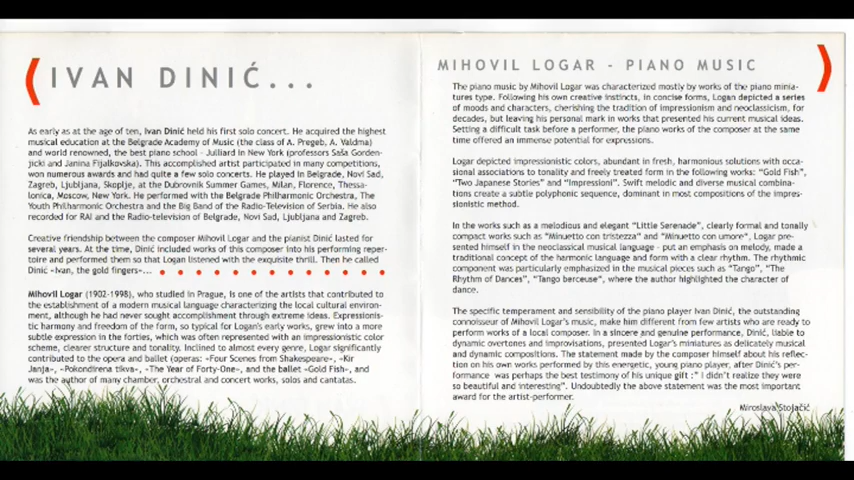 IVAN DINIĆ...
As early as at the age of ten, Ivan Dinić held his first solo concert. He acquired the highest
musical education at the Belgrade Academy of Music (the class of A. Pregeb, A. Valdma)
and world renowned, the best piano school - Julliard in New York (professors Saša Goren-
jicki and Janina Fijalkovska). This accomplished artist participated in many competitions,
won numerous awards and had quite a few solo concerts. He played in Belgrade, Novi Sad,
Zagreb, Ljubljana, Skoplje, at the Dubrovnik Summer Games, Milan, Florence, Thessa-
lonica, Moscow, New York. He performed with the Belgrade Philharmonic Orchestra, The
Youth Philharmonic Orchestra and the Big Band of the Radio-Television of Serbia. He also
recorded for RAI and the Radio-television of Belgrade, Novi Sad, Ljubljana and Zagreb.
Creative friendship between the composer Mihovil Logar and the pianist Dinić lasted for
several years. At the time, Dinić included works of this composer into his performing reper-
toire and performed them so that Logan listened with the exquisite thrill. Then he called
Dinić «Ivan, the gold fingers»...
Mihovil Logar (1902-1998), who studied in Prague, is one of the artists that contributed to
the establishment of a modern musical language characterizing the local cultural environ-
ment, although he had never sought accomplishment through extreme ideas. Expressionis-
tic harmony and freedom of the form, so typical for Logan's early works, grew into a more
subtle expression in the forties, which was often represented with an impressionistic color
scheme, clearer structure and tonality. Inclined to almost every genre, Logar significantly
contributed to the opera and ballet (operas: «Four Scenes from Shakespeare», «Kir
Janja», «Pokondirena tikva», «The Year of Forty-One», and the ballet «Gold Fish», and
was the author of many chamber, orchestral and concert works, solos and cantatas.
MIHOVIL LOGAR - PIANO MUSIC
The piano music by Mihovil Logar was characterized mostly by works of the piano minia-
tures type. Following his own creative instincts, in concise forms, Logan depicted a series
of moods and characters, cherishing the tradition of impressionism and neoclassicism, for
decades, but leaving his personal mark in works that presented his current musical ideas.
Setting a difficult task before a performer, the piano works of the composer at the same
time offered an immense potential for expressions.
Logar depicted impressionistic colors, abundant in fresh, harmonious solutions with occa-
sional associations to tonality and freely treated form in the following works: "Gold Fish",
"Two Japanese Stories" and "Impressioni". Swift melodic and diverse musical combina-
tions create a subtle polyphonic sequence, dominant in most compositions of the impres-
sionistic method.
In the works such as a melodious and elegant "Little Serenade", clearly formal and tonally
compact works such as "Minuetto con tristezza" and "Minuetto con umore", Logar pre-
sented himself in the neoclassical musical language - put an emphasis on melody, made a
traditional concept of the harmonic language and form with a clear rhythm. The rhythmic
component was particularly emphasized in the musical pieces such as "Tango", "The
Rhythm of Dances", "Tango berceuse", where the author highlighted the character of
dance.
The specific temperament and sensibility of the piano player Ivan Dinić, the outstanding
connoisseur of Mihovil Logar's music, make him different from few artists who are ready to
perform works of a local composer. In a sincere and genuine performance, Dinić, liable to
dynamic overtones and improvisations, presented Logar's miniatures as delicately musical
and dynamic compositions. The statement made by the composer himself about his reflec-
tion on his own works performed by this energetic, young piano player, after Dinić's per-
formance was perhaps the best testimony of his unique gift :" I didn't realize they were
so beautiful and interesting". Undoubtedly the above statement was the most important
award for the artist-performer.
Miroslava Stojačić